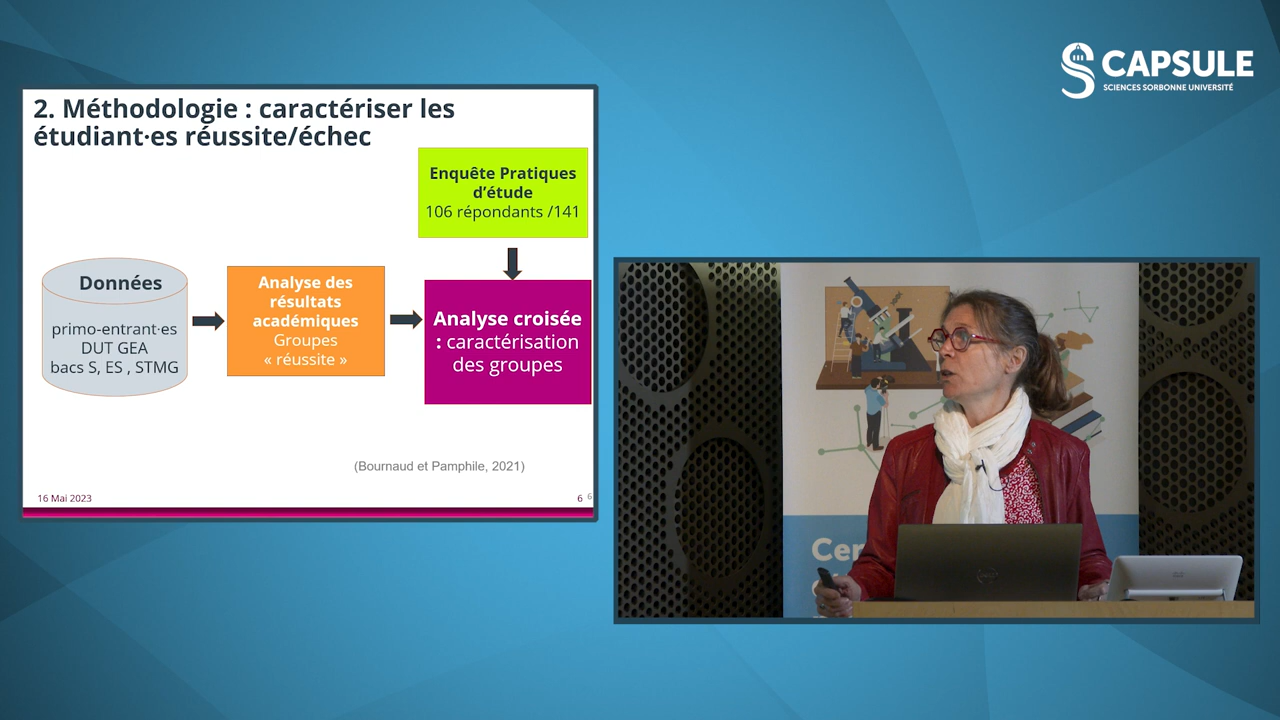 CAPSULE
SCIENCES SORBONNE UNIVERSITÉ
2. Méthodologie : caractériser les
étudiant·es réussite/échec
Enquête Pratiques
d'étude
106 répondants /141
Données
primo-entrant·es
DUT GEA
bacs S, ES , STMG
Analyse des
résultats
académiques
Groupes
« réussite »
Analyse croisée
: caractérisation
des groupes
(Bournaud et Pamphile, 2021)
16 Mai 2023
6
6
Cer